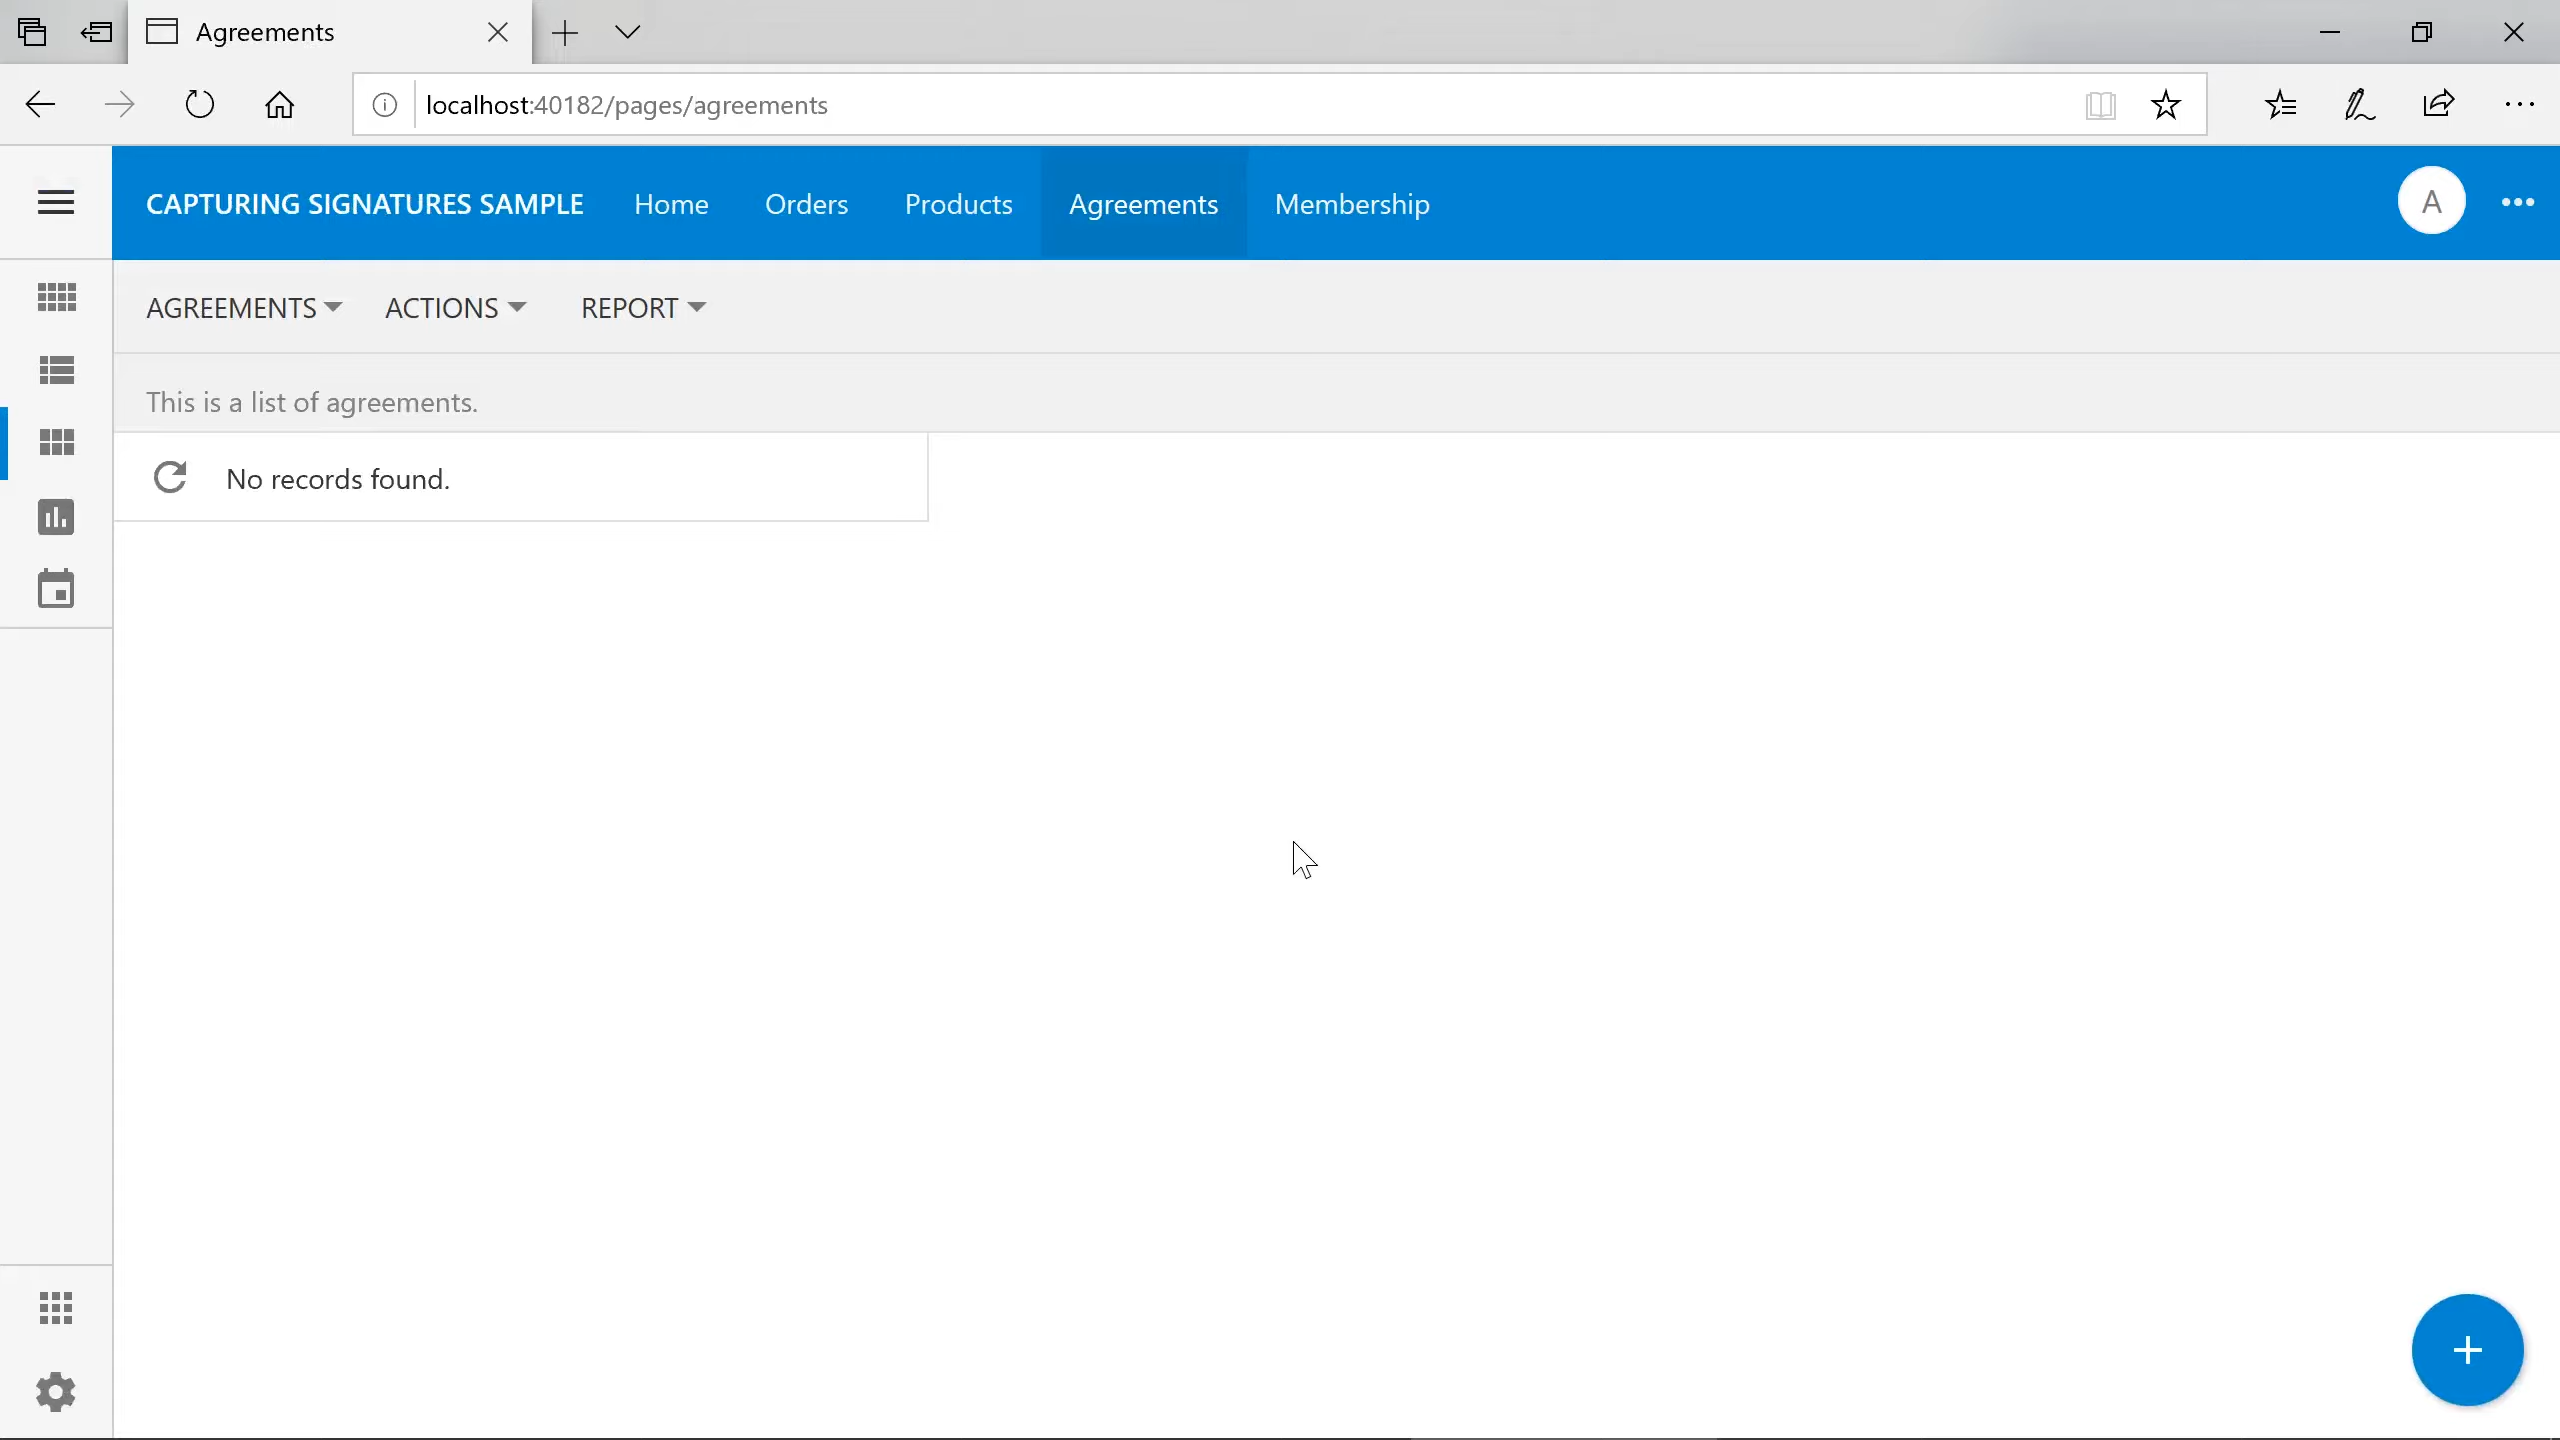 Agreements
localhost:40182/pages/agreements
CAPTURING SIGNATURES SAMPLE Home Orders Products Agreements Membership A
AGREEMENTS ACTIONS REPORT
This is a list of agreements.
No records found.